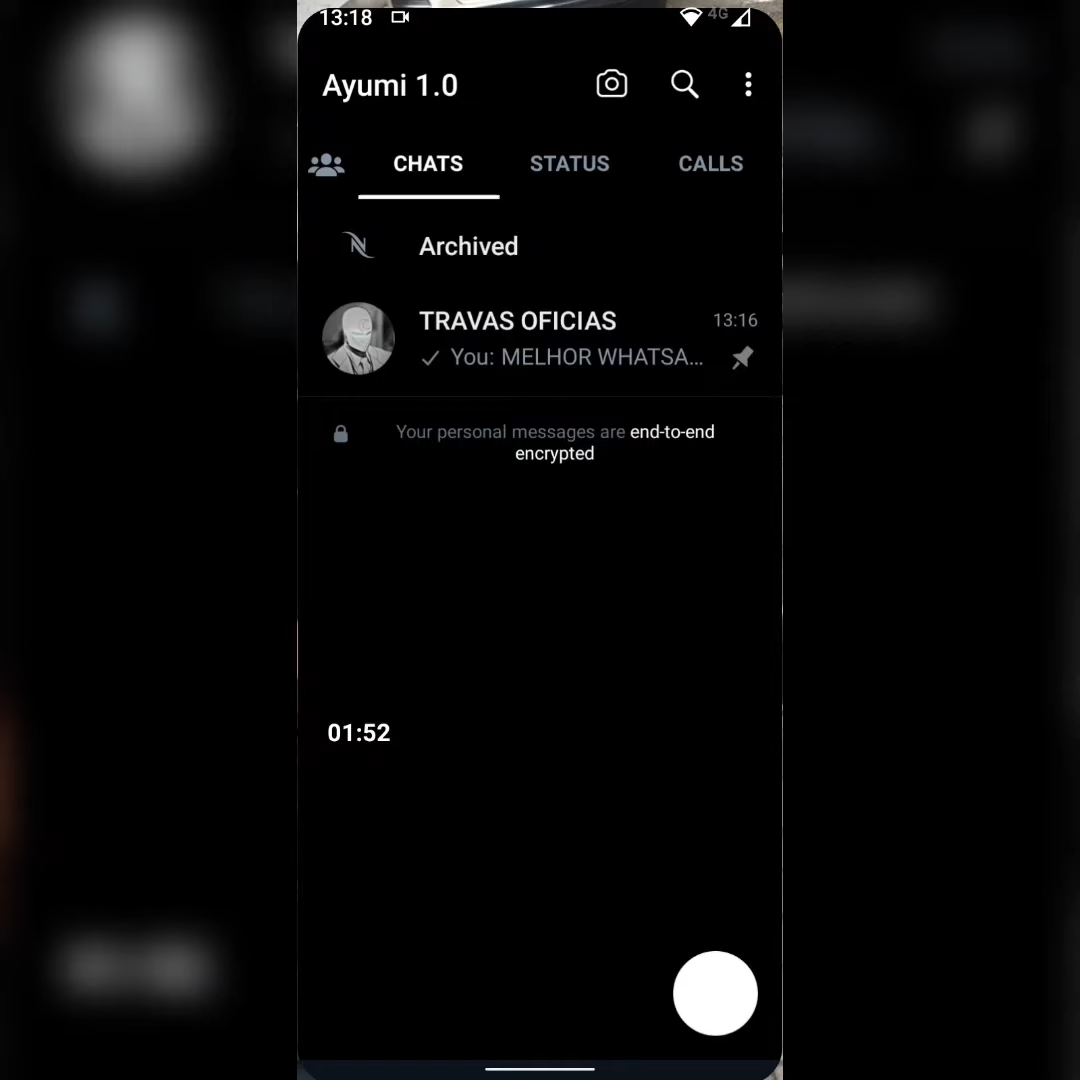 13:18 4G
Ayumi 1.0
CHATS STATUS CALLS
Archived
TRAVAS OFICIAS 13:16
You: MELHOR WHATSA...
Your personal messages are end-to-end
encrypted
01:52